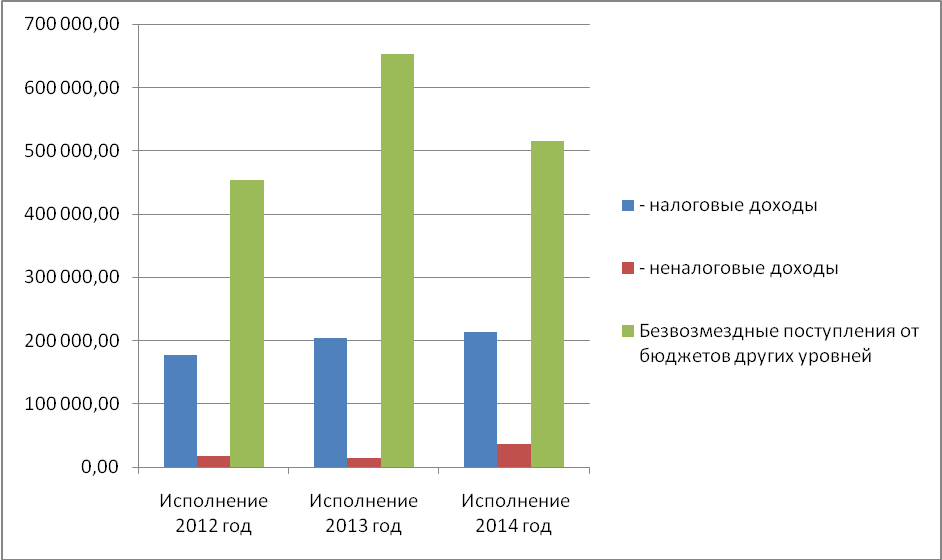 700 000,00
600 000,00
500 000,00
400 000,00
300 000,00
200 000,00
100 000,00
0,00
Исполнение
2012 год
Исполнение
2013 год
Исполнение
2014 год
- налоговые доходы
- неналоговые доходы
Безвозмездные поступления от
бюджетов других уровней